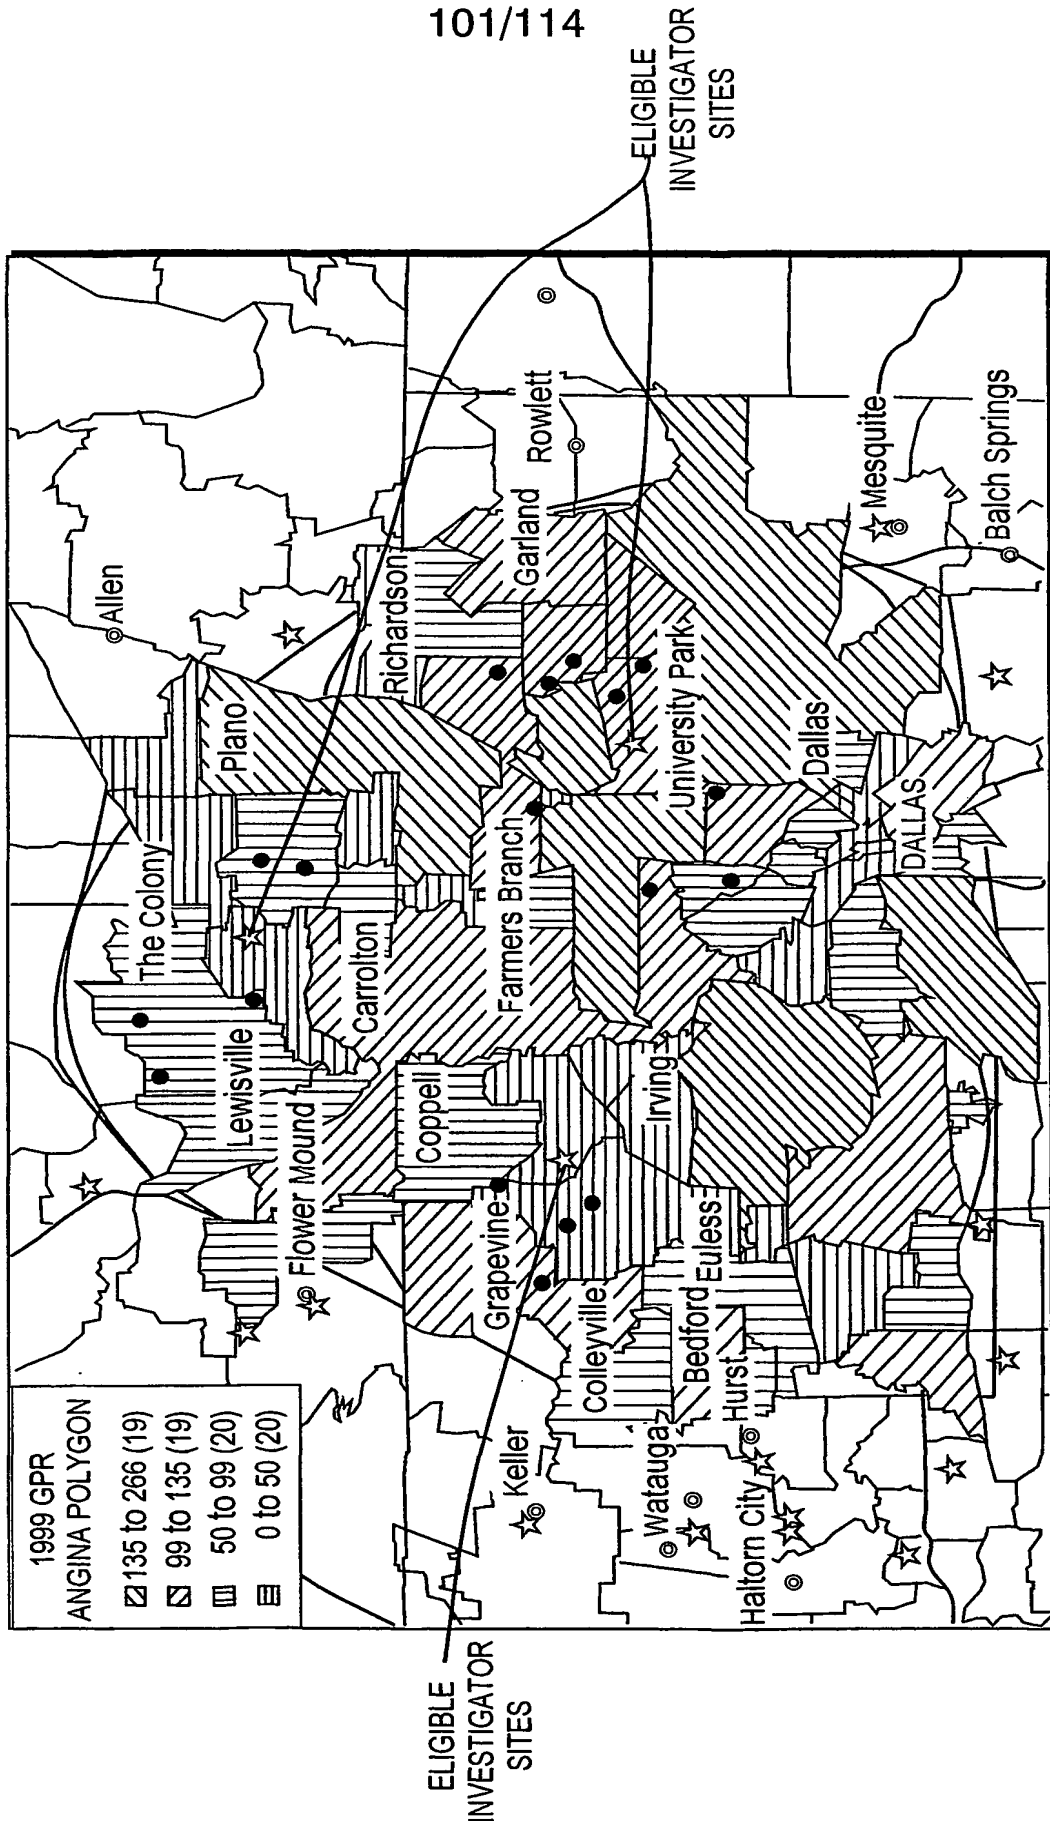 101/114
ELIGIBLE
INVESTIGATOR
SITES
1999 GPR
ANGINA POLYGON
135 to 266 (19)
99 to 135 (19)
50 to 99 (20)
0 to 50 (20)
Allen
The Colony
Plano
Lewisville
Flower Mound
Richardson
Carrolton
Coppell
Rowlett
Garland
Farmers Branch
Grapevine
Keller
Colleyville
University Park
Irving
Watauga
Bedford
Euless
Hurst
Haltorn City
Dallas
DALLAS
Mesquite
Balch Springs
ELIGIBLE
INVESTIGATOR
SITES